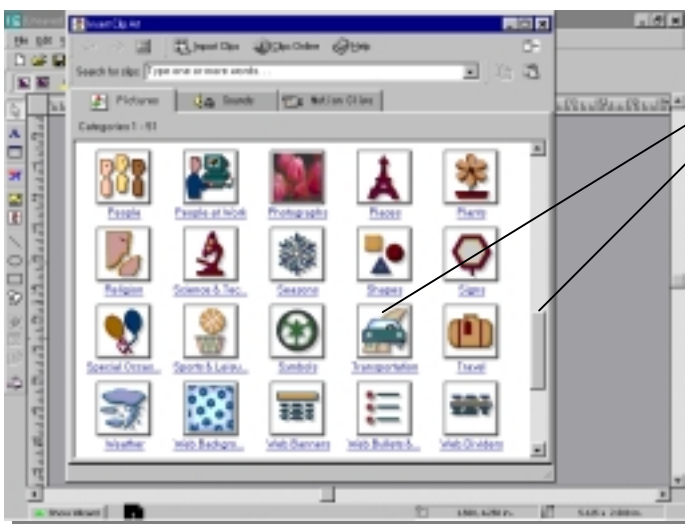 Insert Clip Art
Import Clips Clips Online Help
Search for clips: Type one or more words...
Pictures Sounds Motion Clips
Categories 1 - 51
People People at Work Photographs Places Plants
Religion Science & Tec... Seasons Shapes Signs
Special Occas... Sports & Leisu... Symbols Transportation Travel
Weather Web Backgro... Web Banners Web Bullets &... Web Dividers
Show Wizard